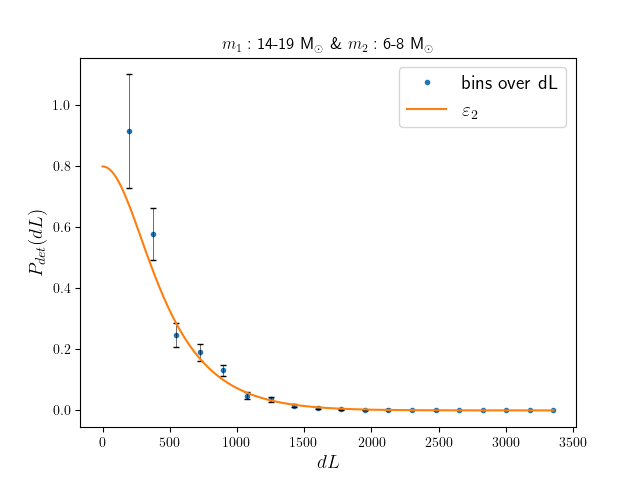 m₁ : 14-19 M⊙ & m₂ : 6-8 M⊙
bins over dL
ε₂
P_det(dL)
1.0
0.8
0.6
0.4
0.2
0.0
0 500 1000 1500 2000 2500 3000 3500
dL